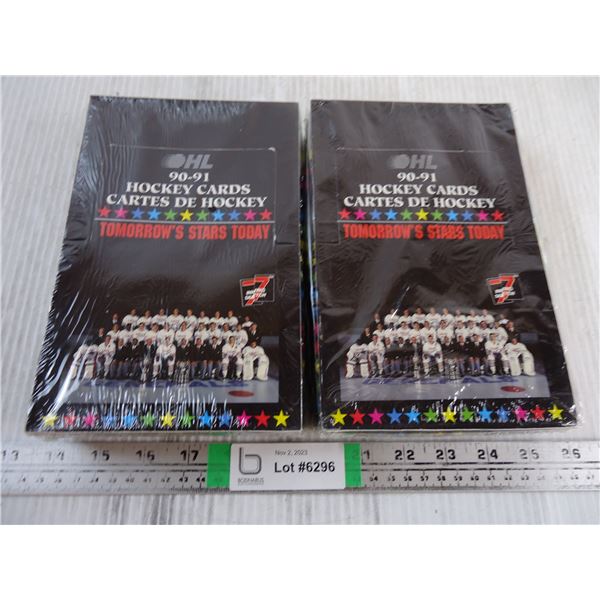 OHL
90-91
HOCKEY CARDS
CARTES DE HOCKEY
TOMORROW'S STARS TODAY
7
OHL
90-91
HOCKEY CARDS
CARTES DE HOCKEY
TOMORROW'S STARS TODAY
7
13 14 15 16 17
b
BODNARUS
Nov 2, 2023
Lot #6296
21 22 23 24 25 26